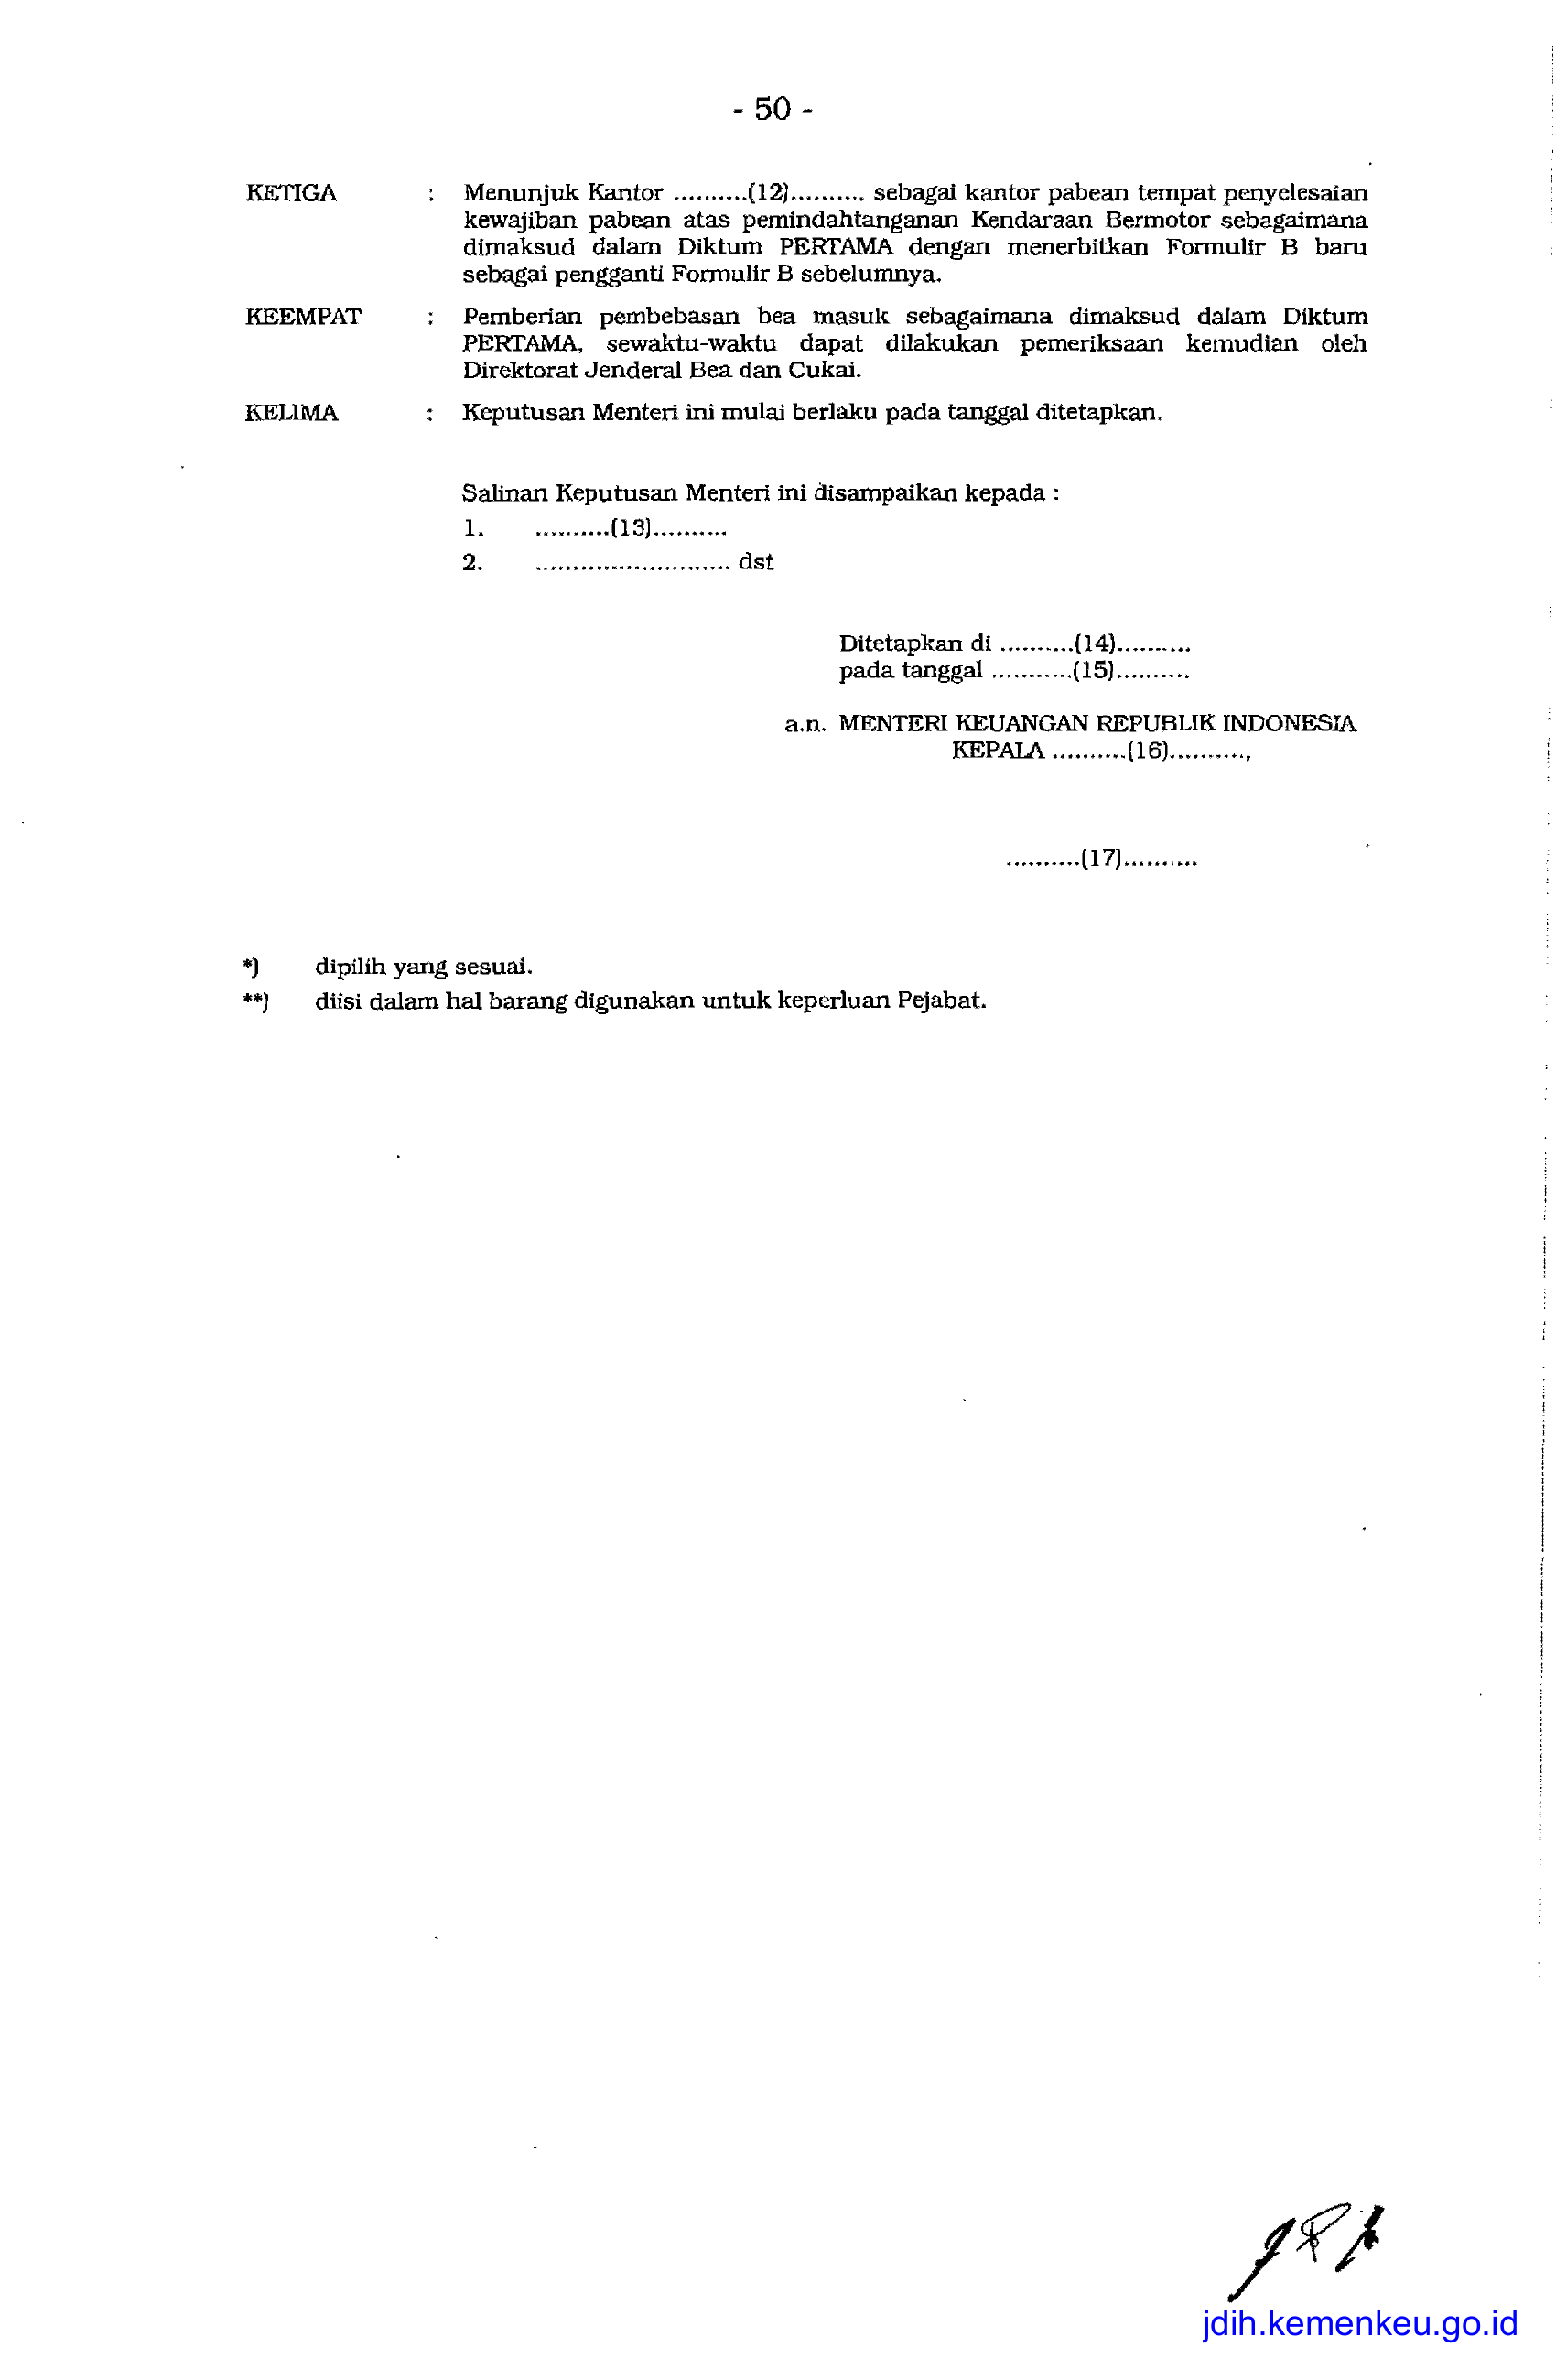 - 50 -
KETIGA : Menunjuk Kantor ..........(12).......... sebagai kantor pabean tempat penyelesaian
kewajiban pabean atas pemindahtanganan Kendaraan Bermotor sebagaimana
dimaksud dalam Diktum PERTAMA dengan menerbitkan Formulir B baru
sebagai pengganti Formulir B sebelumnya.
KEEMPAT : Pemberian pembebasan bea masuk sebagaimana dimaksud dalam Diktum
PERTAMA, sewaktu-waktu dapat dilakukan pemeriksaan kemudian oleh
Direktorat Jenderal Bea dan Cukai.
KELIMA : Keputusan Menteri ini mulai berlaku pada tanggal ditetapkan.
Salinan Keputusan Menteri ini disampaikan kepada :
1. ..........(13)..........
2. .......................... dst
Ditetapkan di ..........(14)..........
pada tanggal ...........(15)..........
a.n. MENTERI KEUANGAN REPUBLIK INDONESIA
KEPALA ..........(16)..........,
..........(17)..........
*) dipilih yang sesuai.
**) diisi dalam hal barang digunakan untuk keperluan Pejabat.
jdih.kemenkeu.go.id